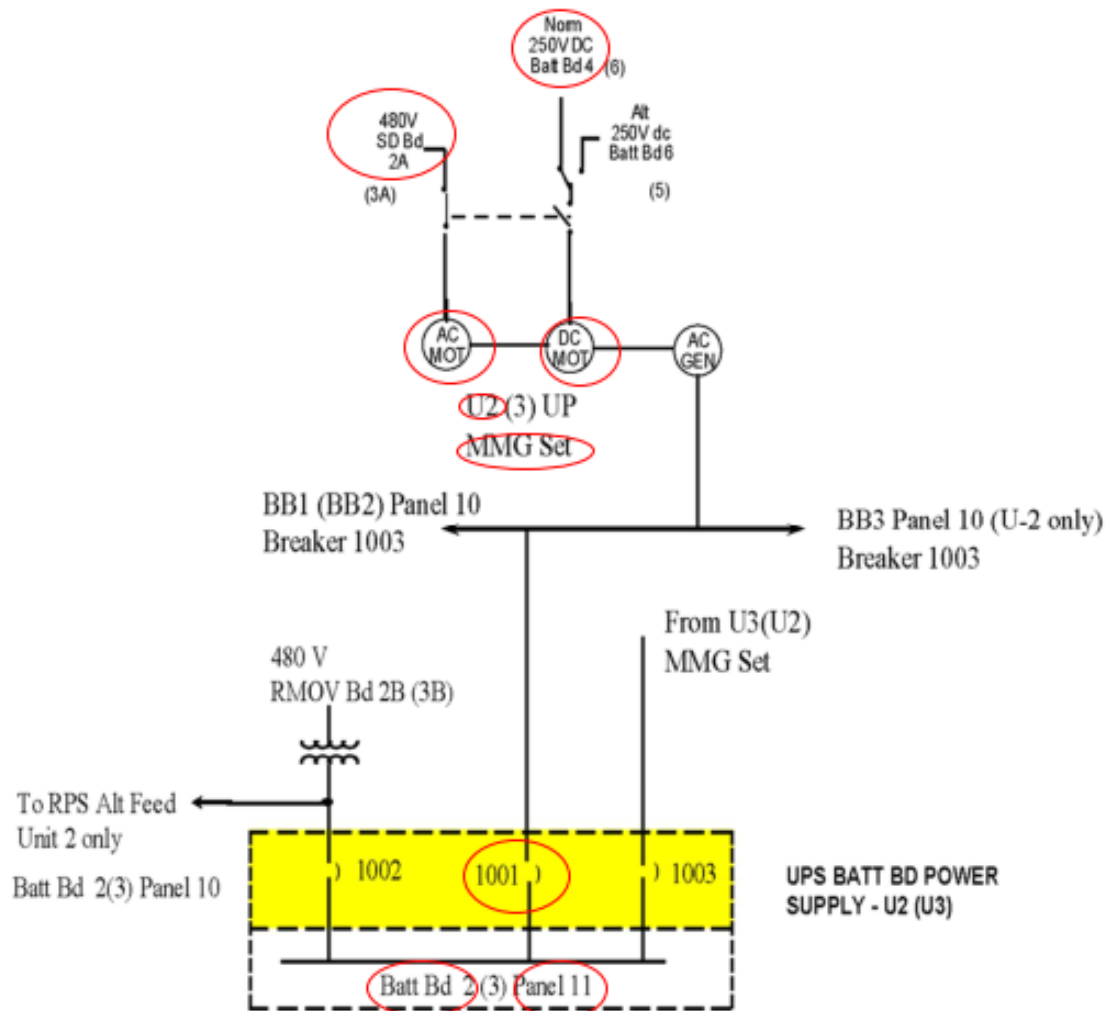 Norm
250V DC
Batt Bd 4 (6)
Alt
250V dc
Batt Bd 6
(5)
480V
SD Bd
2A
(3A)
AC
MOT
DC
MOT
AC
GEN
U2 (3) UP
MMG Set
BB1 (BB2) Panel 10
Breaker 1003
BB3 Panel 10 (U-2 only)
Breaker 1003
From U3(U2)
MMG Set
480 V
RMOV Bd 2B (3B)
To RPS Alt Feed
Unit 2 only
Batt Bd 2(3) Panel 10
1002
1001
1003
UPS BATT BD POWER
SUPPLY - U2 (U3)
Batt Bd 2 (3) Panel 11